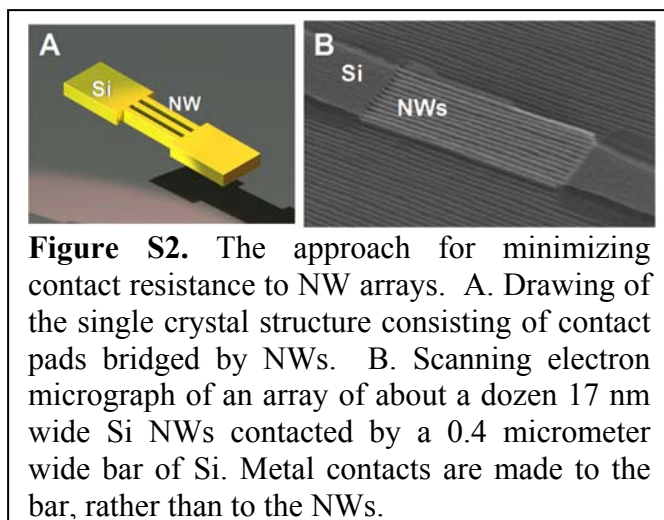 A
Si
NW
B
Si
NWs
Figure S2. The approach for minimizing
contact resistance to NW arrays. A. Drawing of
the single crystal structure consisting of contact
pads bridged by NWs. B. Scanning electron
micrograph of an array of about a dozen 17 nm
wide Si NWs contacted by a 0.4 micrometer
wide bar of Si. Metal contacts are made to the
bar, rather than to the NWs.